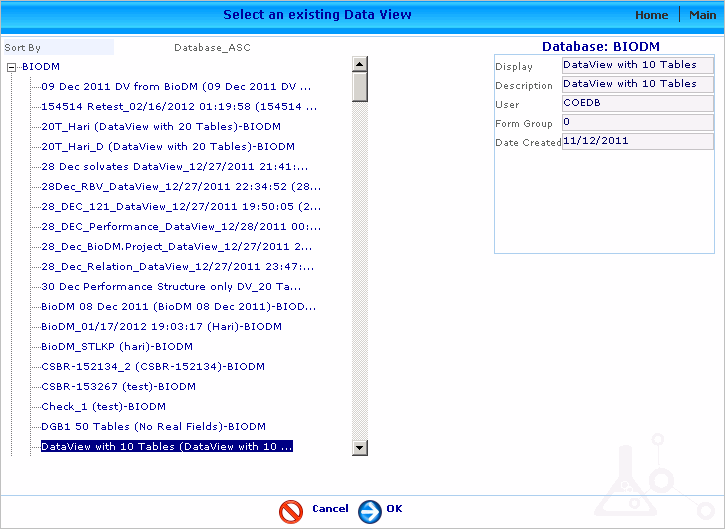 Select an existing Data View
Home
Main
Sort By
Database_ASC
BIODM
09 Dec 2011 DV from BioDM (09 Dec 2011 DV ...
154514 Retest_02/16/2012 01:19:58 (154514 ...
20T_Hari (DataView with 20 Tables)-BIODM
20T_Hari_D (DataView with 20 Tables)-BIODM
28 Dec solvates DataView_12/27/2011 21:41:...
28Dec_RBV_DataView_12/27/2011 22:34:52 (28...
28_DEC_121_DataView_12/27/2011 19:50:05 (2...
28_DEC_Performance_DataView_12/28/2011 00:...
28_Dec_BioDM.Project_DataView_12/27/2011 2...
28_Dec_Relation_DataView_12/27/2011 23:47:...
30 Dec Performance Structure only DV_20 Ta...
BioDM 08 Dec 2011 (BioDM 08 Dec 2011)-BIOD...
BioDM_01/17/2012 19:03:17 (Hari)-BIODM
BioDM_STLKP (hari)-BIODM
CSBR-152134_2 (CSBR-152134)-BIODM
CSBR-153267 (test)-BIODM
Check_1 (test)-BIODM
DGB1 50 Tables (No Real Fields)-BIODM
DataView with 10 Tables (DataView with 10 ...
Database: BIODM
Display DataView with 10 Tables
Description DataView with 10 Tables
User COEDB
Form Group 0
Date Created 11/12/2011
Cancel
OK